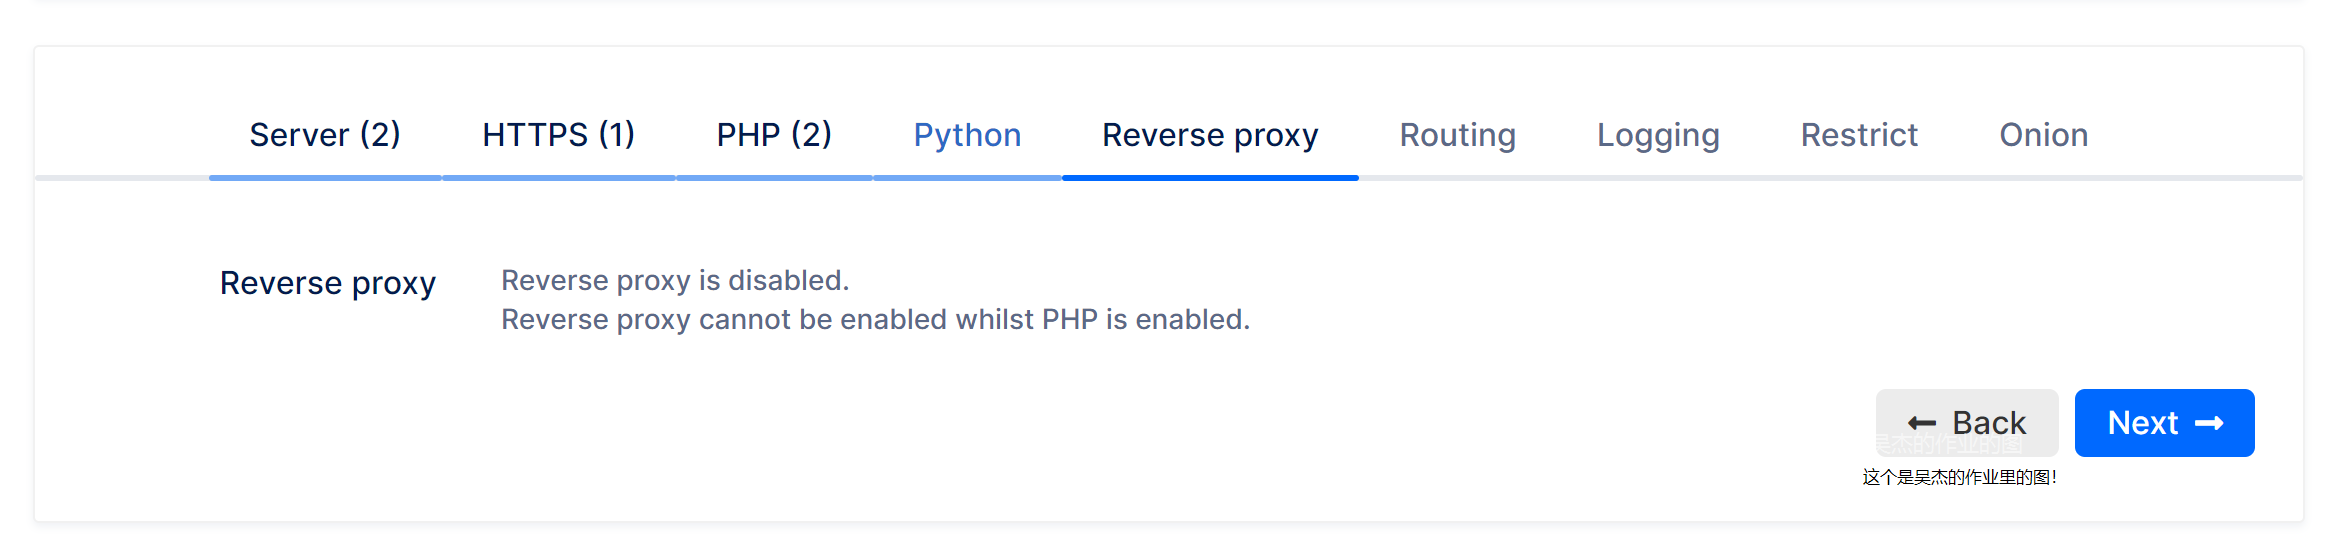 Server (2) HTTPS (1) PHP (2) Python Reverse proxy Routing Logging Restrict Onion
Reverse proxy
Reverse proxy is disabled.
Reverse proxy cannot be enabled whilst PHP is enabled.
Back Next
吴杰的作业的图
这个是吴杰的作业里的图!